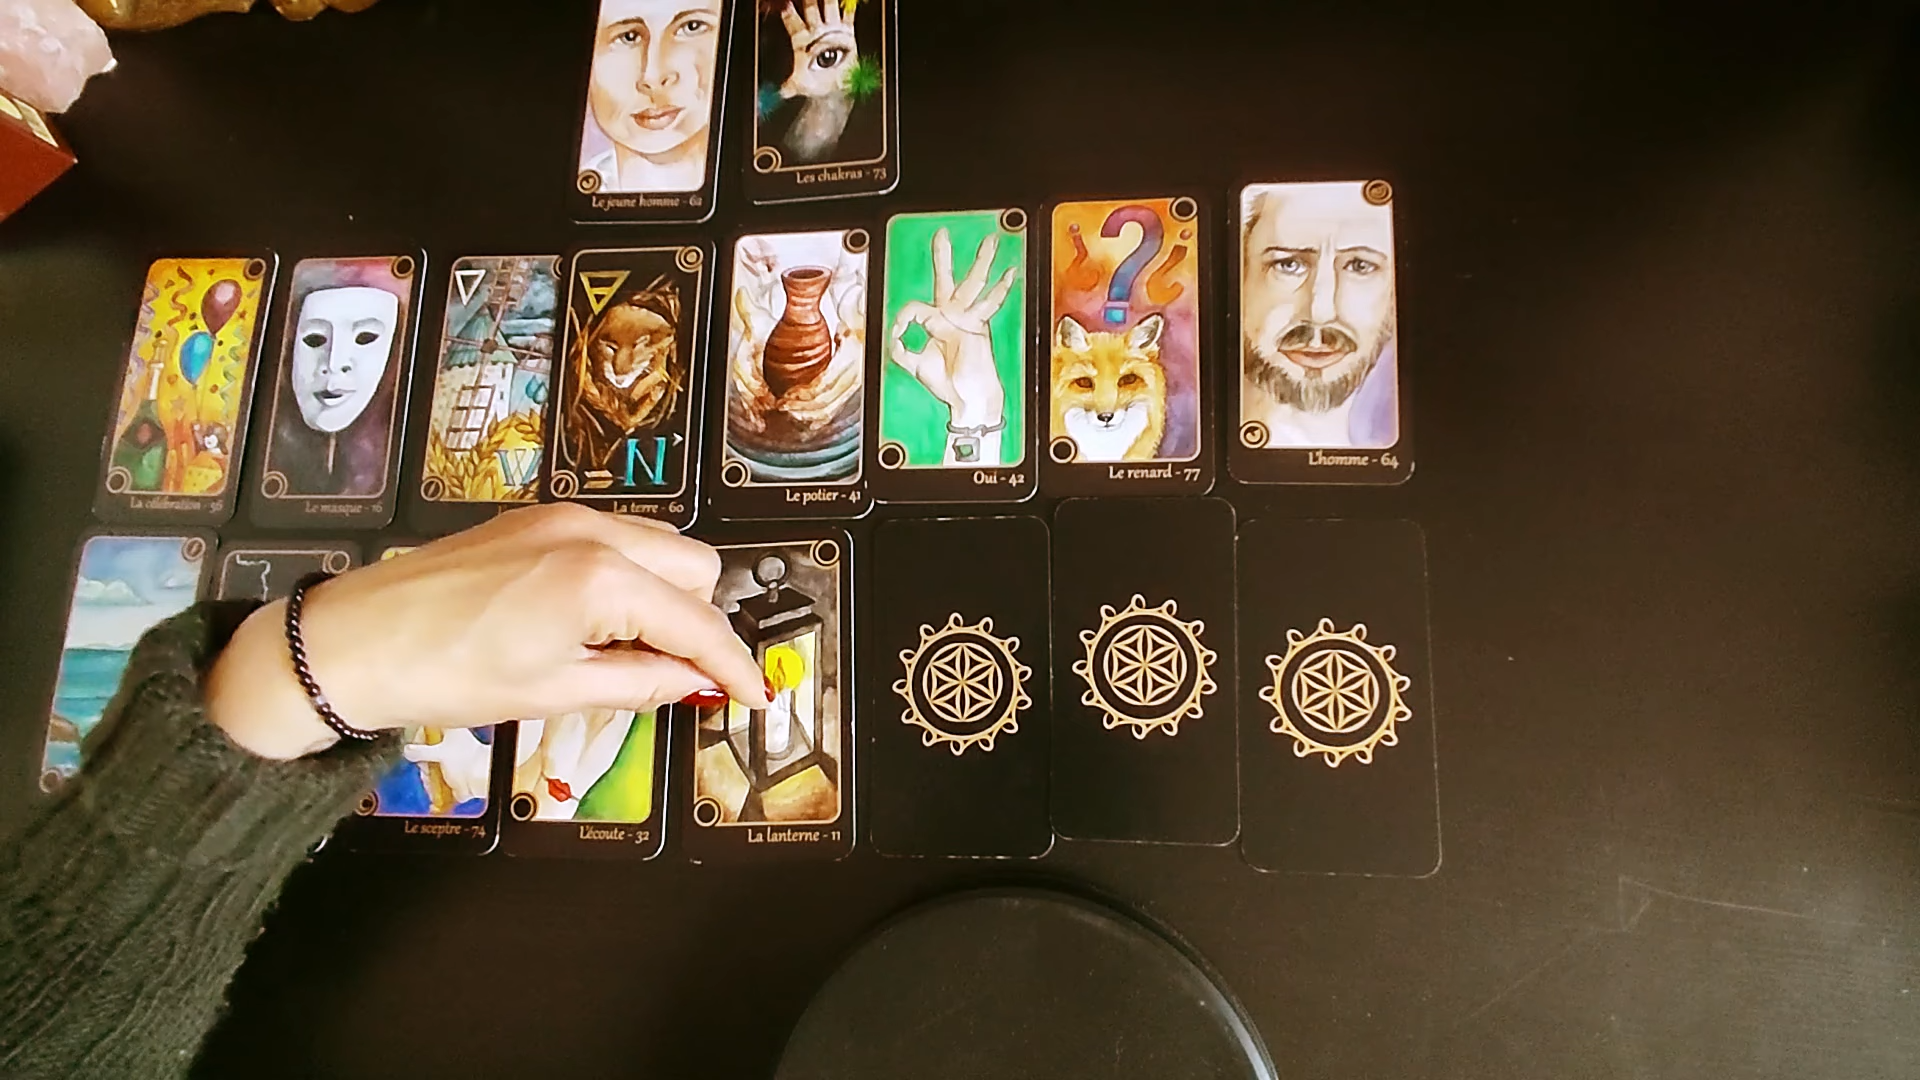 Le jeune homme - 62
Les chakras - 73
La célébration - 56
Le masque - 16
W
N
La terre - 60
Le potier - 41
Oui - 42
?
Le renard - 77
L'homme - 64
Le sceptre - 74
L'écoute - 32
La lanterne - 11